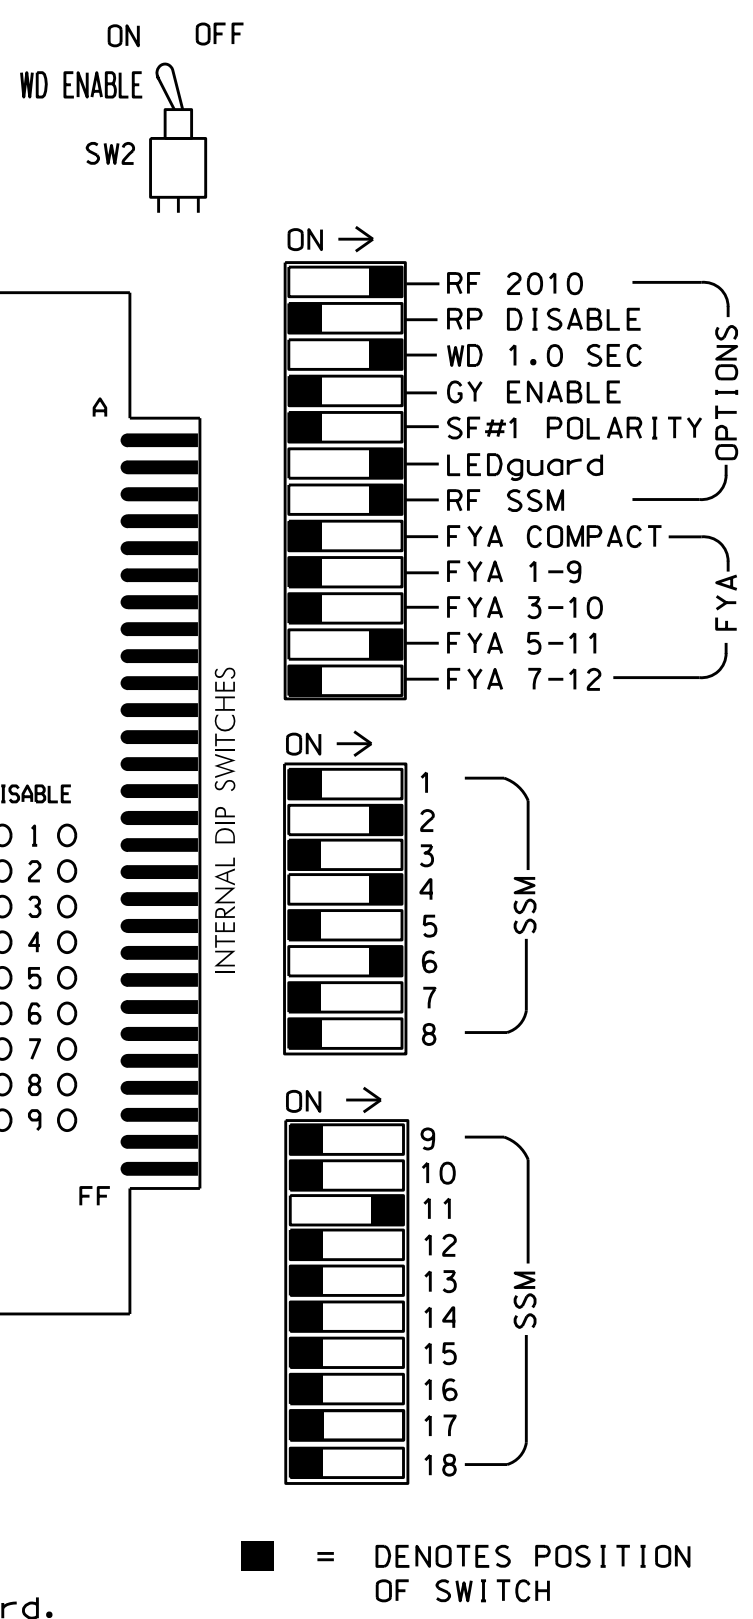 ON OFF
WD ENABLE
SW2
ON
RF 2010
RP DISABLE
WD 1.0 SEC
GY ENABLE
SF#1 POLARITY
LEDguard
RF SSM
OPTIONS
FYA COMPACT
FYA 1-9
FYA 3-10
FYA 5-11
FYA 7-12
FYA
A
FF
INTERNAL DIP SWITCHES
ISABLE
1
2
3
4
5
6
7
8
9
ON
1
2
3
4
5
6
7
8
SSM
ON
9
10
11
12
13
14
15
16
17
18
SSM
= DENOTES POSITION
OF SWITCH
rd.